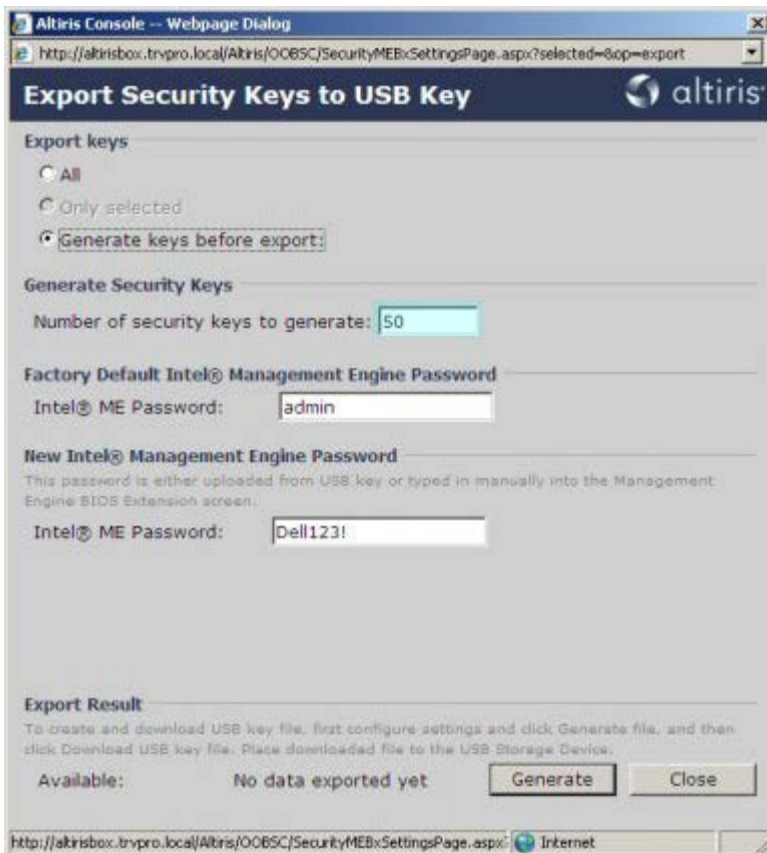 Altiris Console -- Webpage Dialog
http://altirisbox.trvpro.local/Altiris/OOBSC/SecurityMEBxSettingsPage.aspx?selected=&op=export
Export Security Keys to USB Key
altiris
Export keys
All
Only selected
Generate keys before export:
Generate Security Keys
Number of security keys to generate: 50
Factory Default Intel® Management Engine Password
Intel® ME Password: admin
New Intel® Management Engine Password
This password is either uploaded from USB key or typed in manually into the Management
Engine BIOS Extension screen.
Intel® ME Password: Dell123!
Export Result
To create and download USB key file, first configure settings and click Generate file, and then
click Download USB key file. Place downloaded file to the USB Storage Device.
Available: No data exported yet Generate Close
http://altirisbox.trvpro.local/Altiris/OOBSC/SecurityMEBxSettingsPage.aspx? Internet